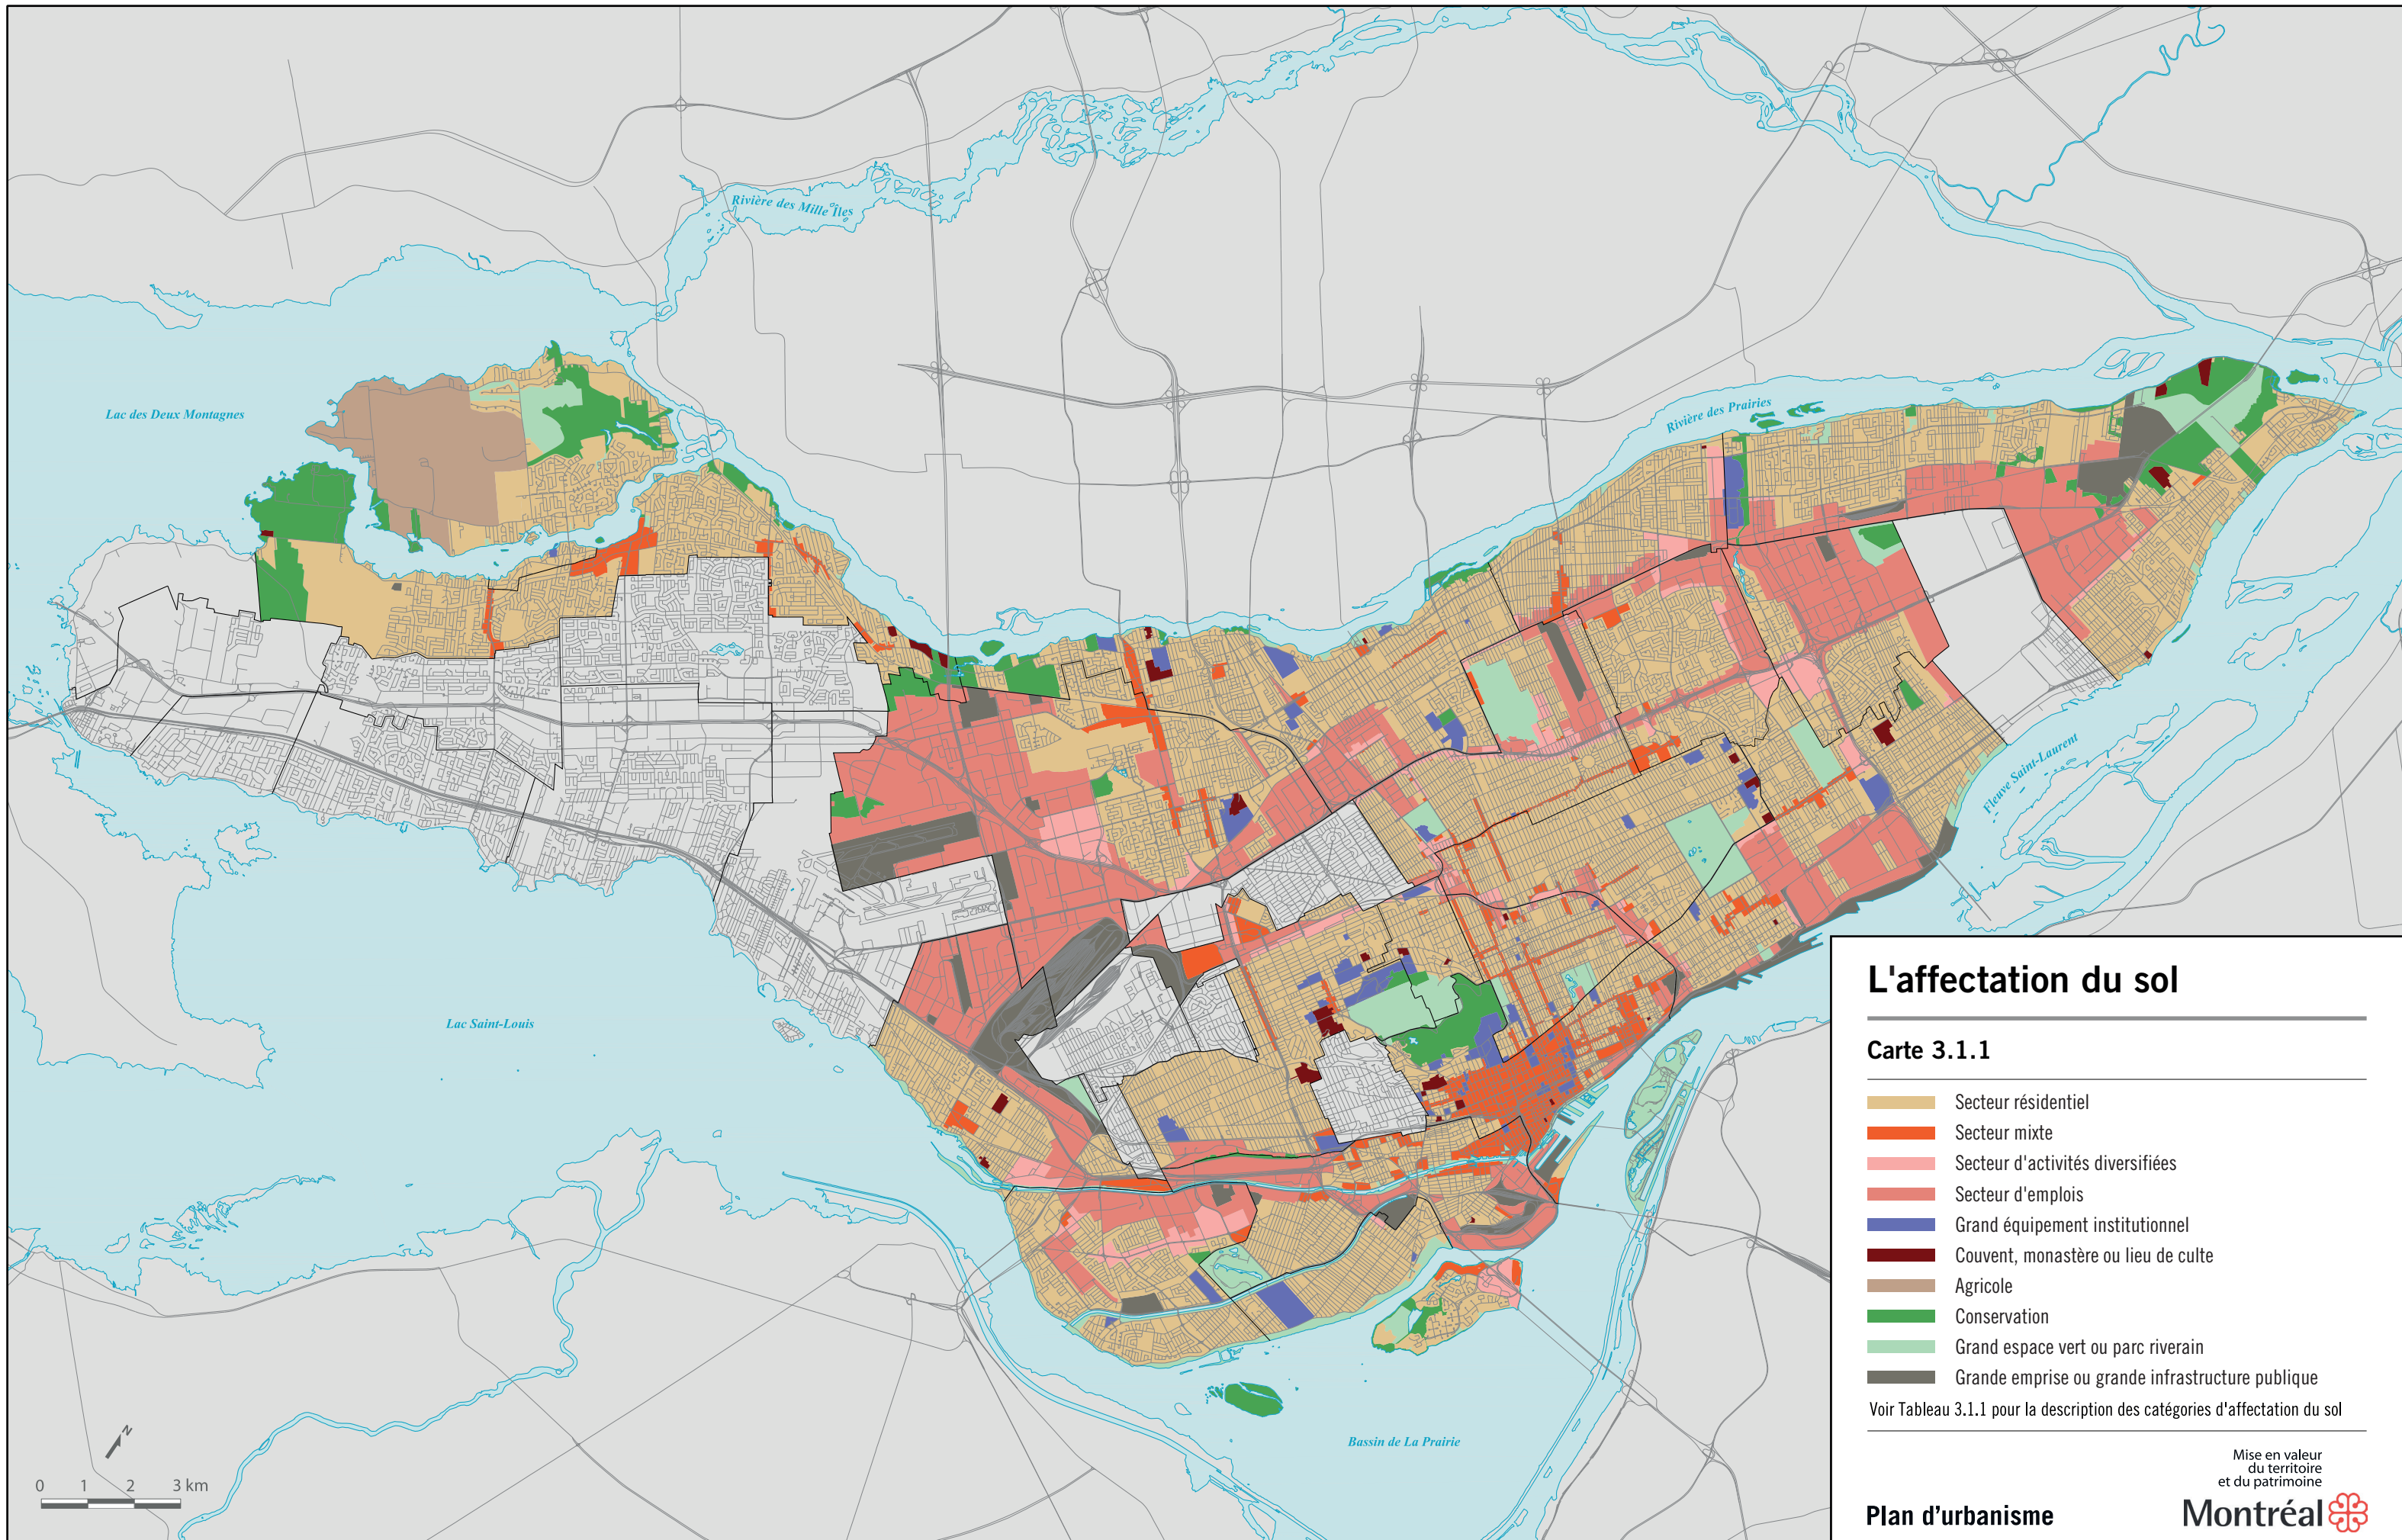 Rivière des Mille Îles
Lac des Deux Montagnes
Rivière des Prairies
Fleuve Saint-Laurent
Lac Saint-Louis
Bassin de La Prairie
N
0 1 2 3 km
L'affectation du sol
Carte 3.1.1
Secteur résidentiel
Secteur mixte
Secteur d'activités diversifiées
Secteur d'emplois
Grand équipement institutionnel
Couvent, monastère ou lieu de culte
Agricole
Conservation
Grand espace vert ou parc riverain
Grande emprise ou grande infrastructure publique
Voir Tableau 3.1.1 pour la description des catégories d'affectation du sol
Mise en valeur
du territoire
et du patrimoine
Plan d'urbanisme
Montréal